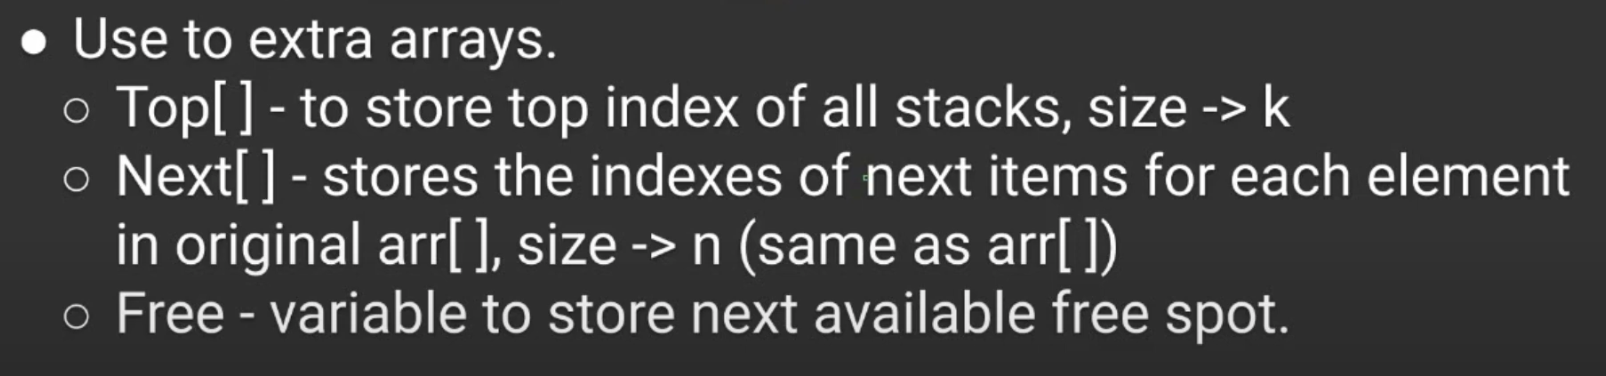 ● Use to extra arrays.
○ Top[ ] - to store top index of all stacks, size -> k
○ Next[ ] - stores the indexes of next items for each element
in original arr[ ], size -> n (same as arr[ ])
○ Free - variable to store next available free spot.